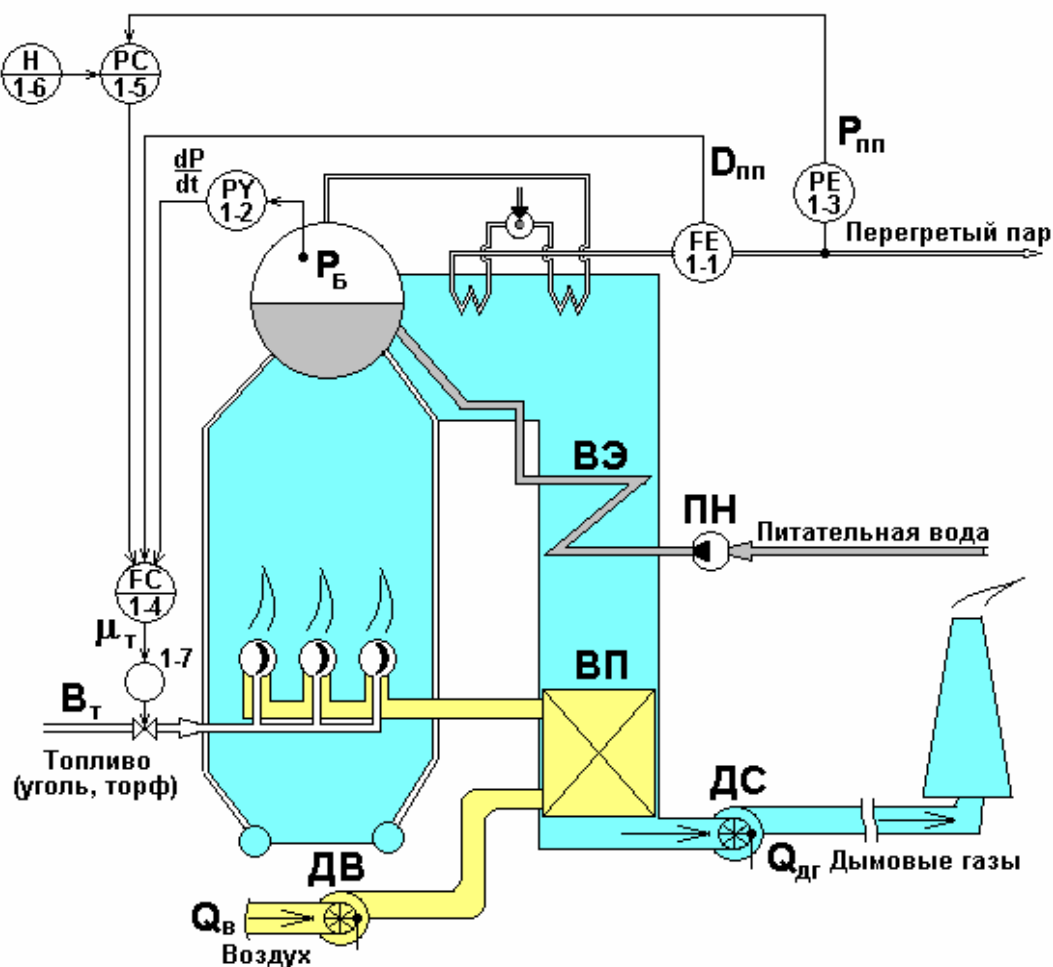 H
1-6
PC
1-5
dP
dt
PY
1-2
Dпп
Pпп
PE
1-3
FE
1-1
Перегретый пар
PБ
ВЭ
ПН
Питательная вода
FC
1-4
μт
1-7
Bт
Топливо
(уголь, торф)
ВП
ДС
Qдг Дымовые газы
ДВ
Qв
Воздух